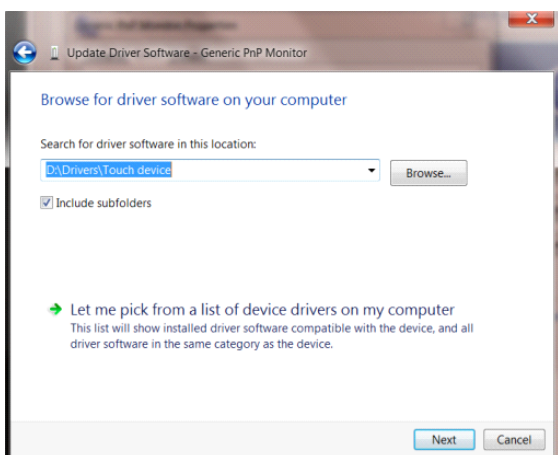 Update Driver Software - Generic PnP Monitor
Browse for driver software on your computer
Search for driver software in this location:
D:\Drivers\Touch device
Browse...
Include subfolders
Let me pick from a list of device drivers on my computer
This list will show installed driver software compatible with the device, and all
driver software in the same category as the device.
Next
Cancel